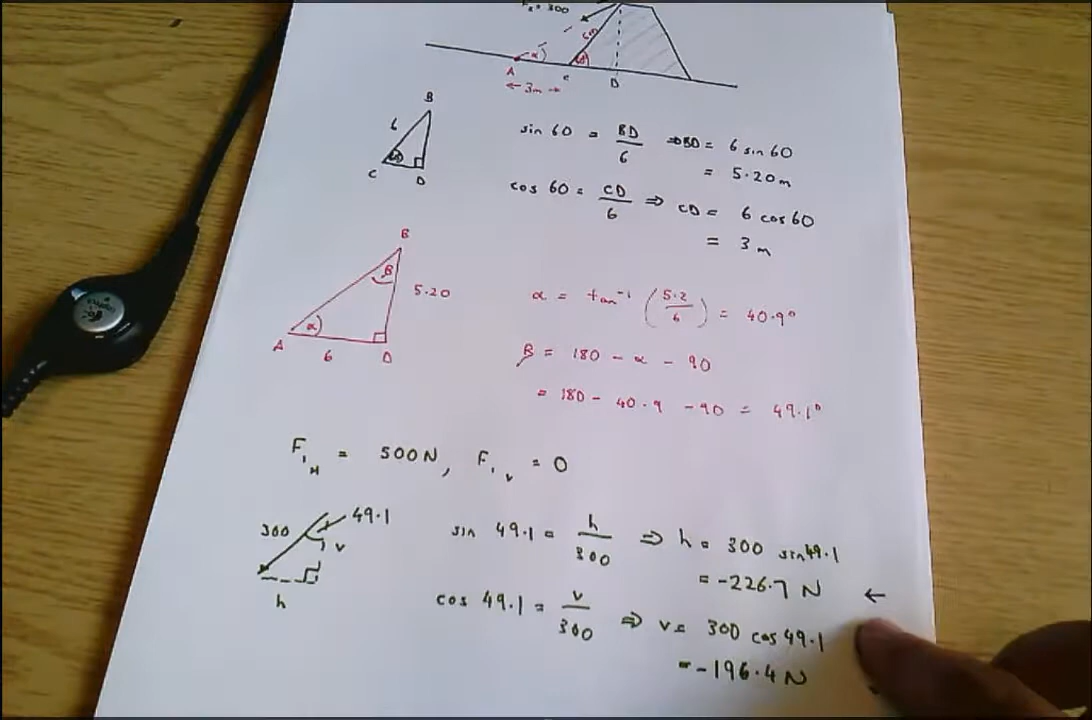 = 300
6m
α
60
A
C
D
← 3m →
B
6
60
C
D
sin 60 = BD/6 ⇒ BD = 6 sin 60
= 5.20m
cos 60 = CD/6 ⇒ CD = 6 cos 60
= 3m
B
β
5.20
α
A
6
D
α = tan⁻¹ (5.2/6) = 40.9°
β = 180 - α - 90
= 180 - 40.9 - 90 = 49.1°
F₁H = 500N, F₁v = 0
300
49.1
v
h
sin 49.1 = h/300 ⇒ h = 300 sin 49.1
= -226.7 N ←
cos 49.1 = v/300 ⇒ v = 300 cos 49.1
= -196.4 N